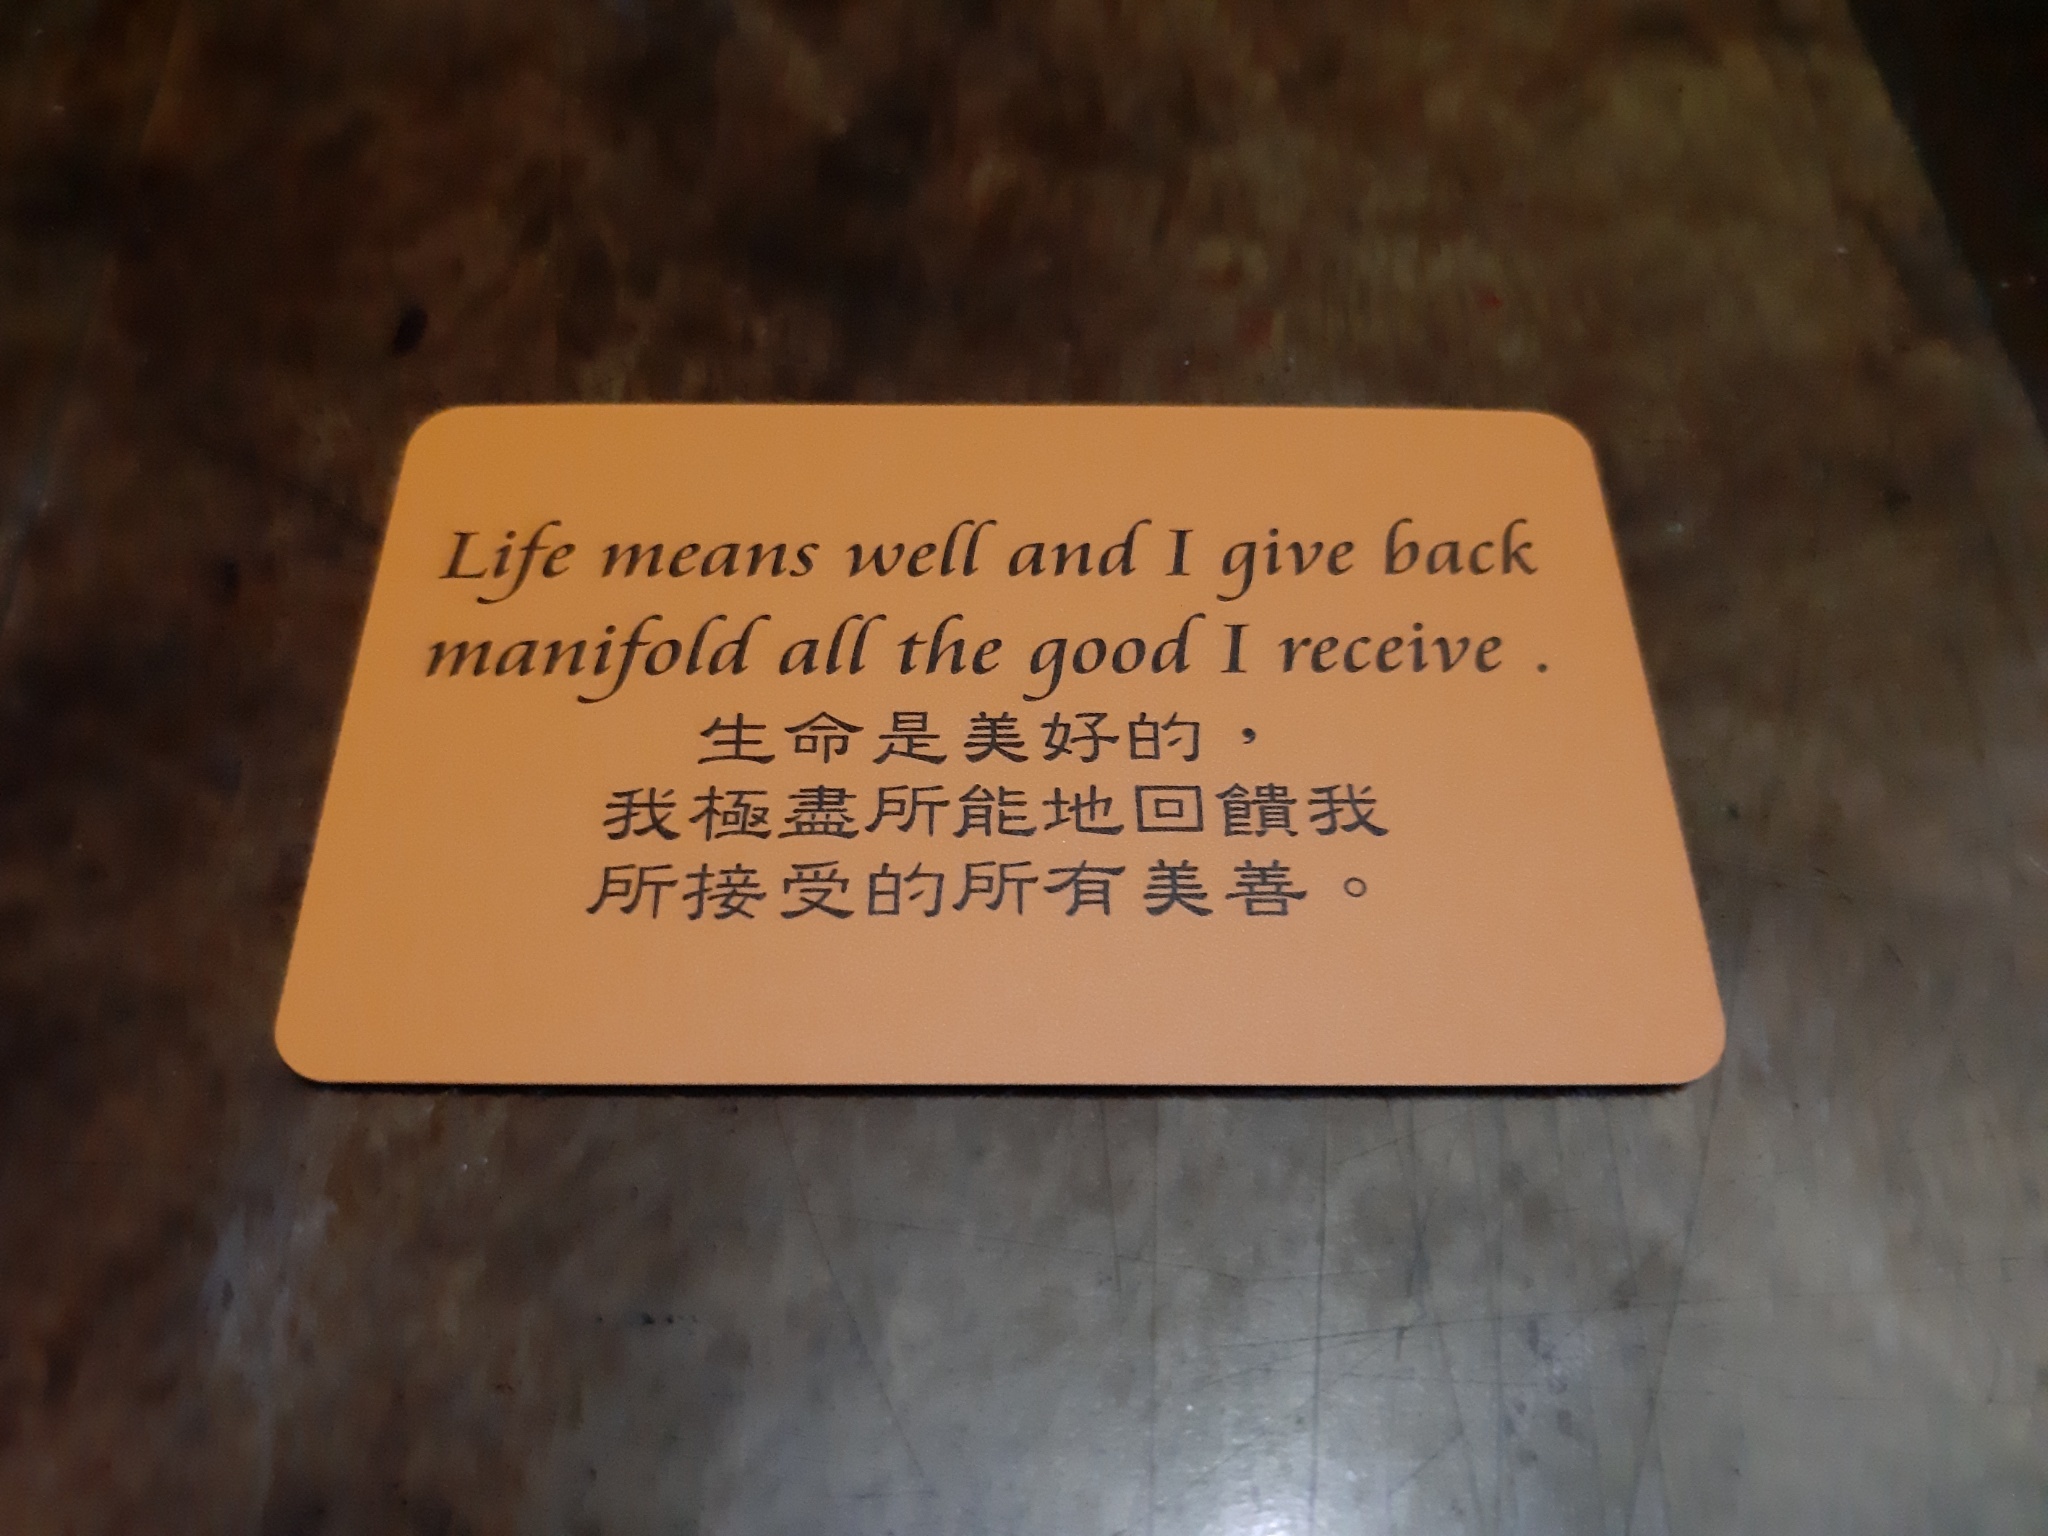 Life means well and I give back
manifold all the good I receive .
生命是美好的，
我極盡所能地回饋我
所接受的所有美善。